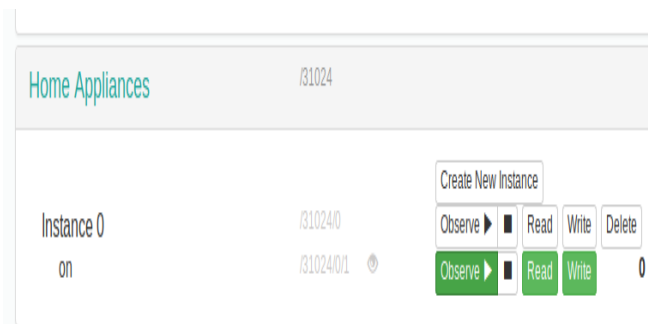 Home Appliances /31024
Create New Instance
Instance 0 /31024/0 Observe Read Write Delete
on /31024/0/1 Observe Read Write 0